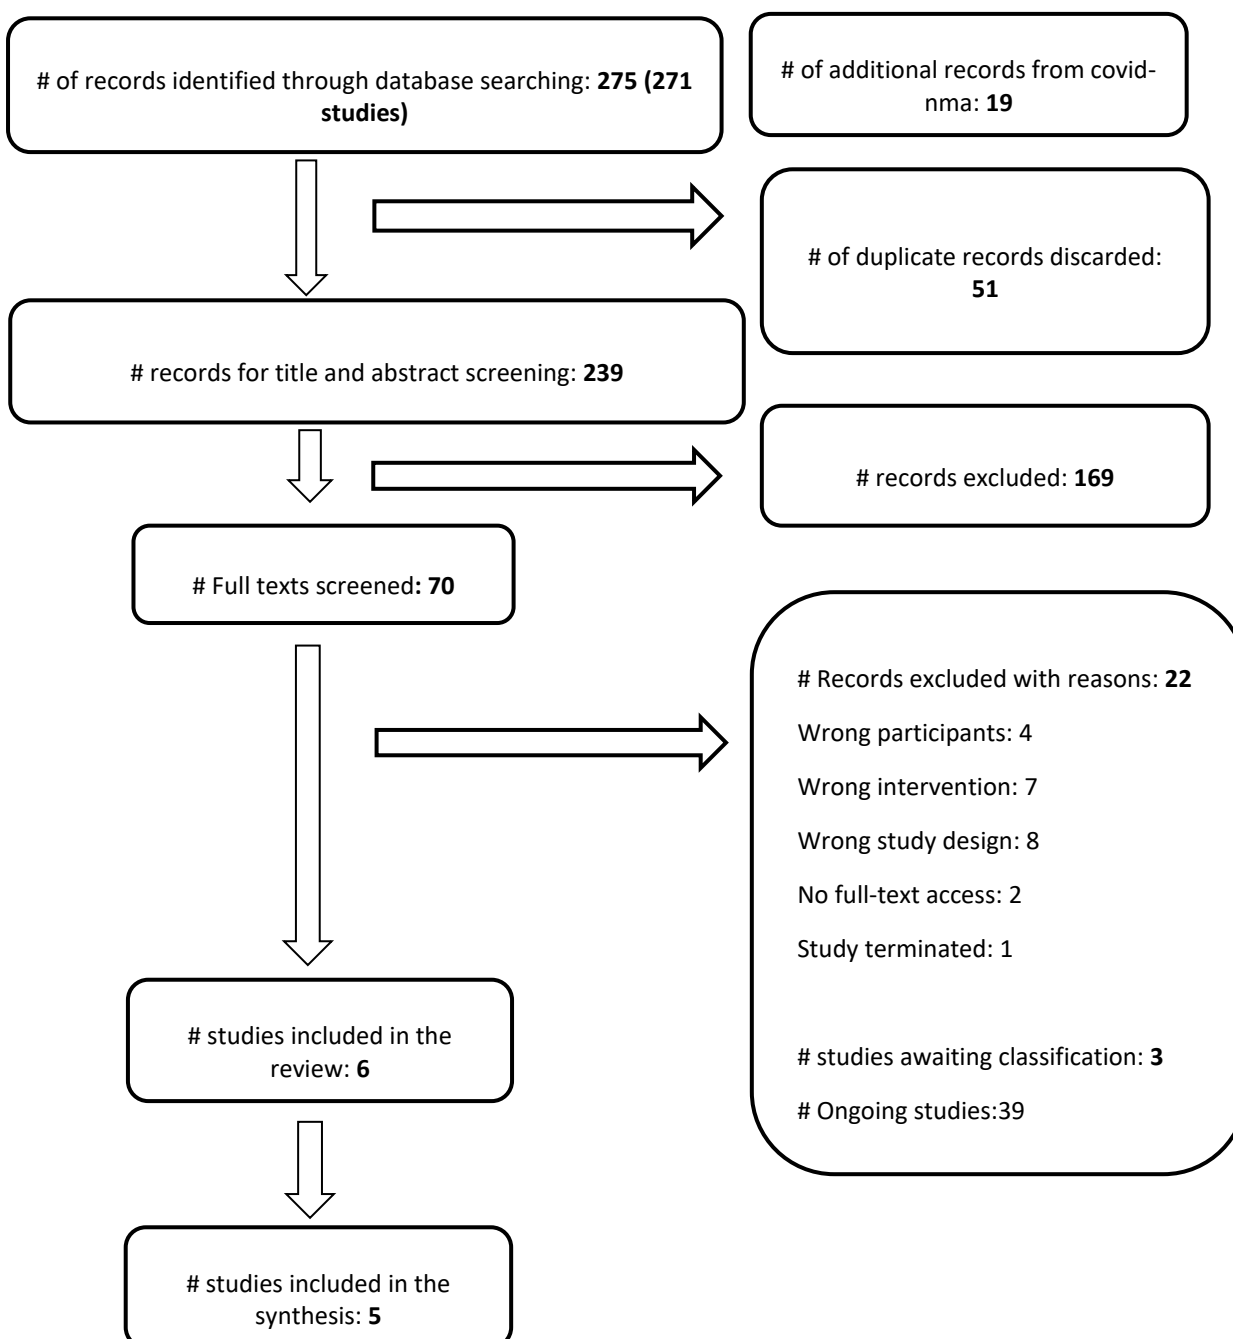 # of records identified through database searching: 275 (271
studies)
# of additional records from covid-
nma: 19
# of duplicate records discarded:
51
# records for title and abstract screening: 239
# records excluded: 169
# Full texts screened: 70
# Records excluded with reasons: 22
Wrong participants: 4
Wrong intervention: 7
Wrong study design: 8
No full-text access: 2
Study terminated: 1
# studies awaiting classification: 3
# Ongoing studies:39
# studies included in the
review: 6
# studies included in the
synthesis: 5